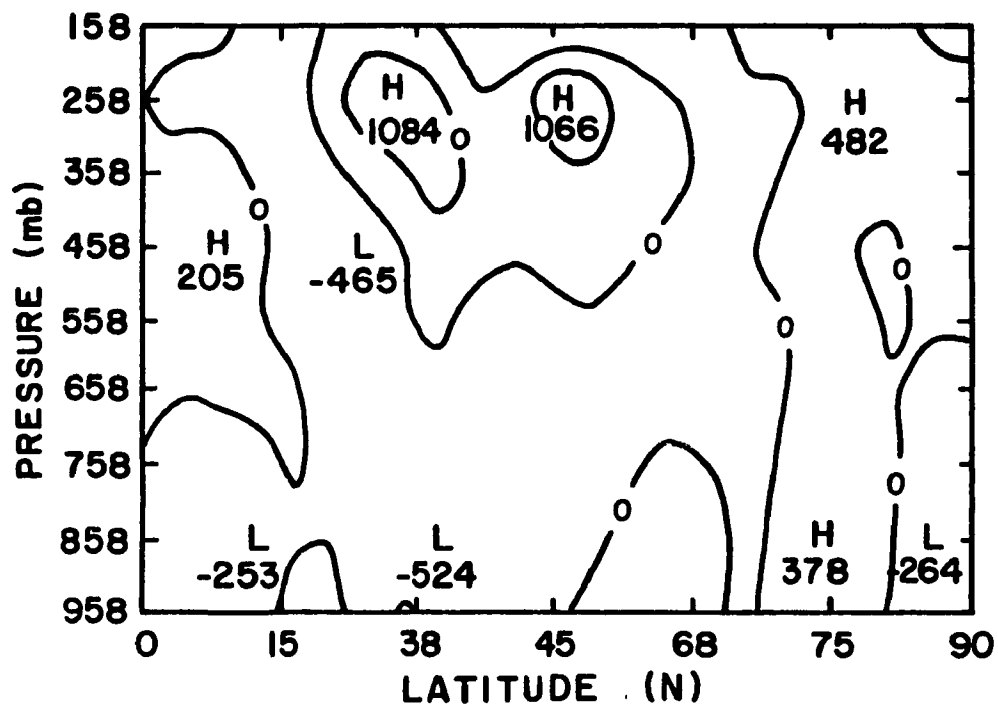 158
258
358
458
558
658
758
858
958
PRESSURE (mb)
H
1084
0
H
1066
H
482
0
H
205
L
-465
0
0
0
0
0
L
-253
L
-524
H
378
L
-264
0 15 38 45 68 75 90
LATITUDE . (N)